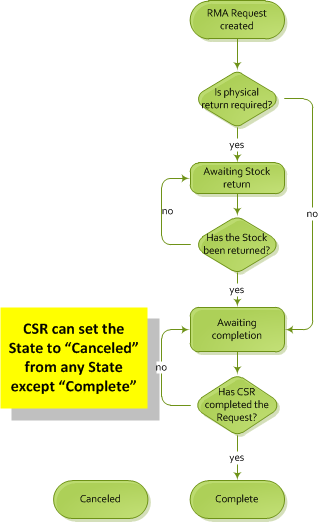 RMA Request
created
Is physical
return required?
yes
Awaiting Stock
return
no
no
Has the Stock
been returned?
yes
Awaiting
completion
CSR can set the
State to “Canceled”
from any State
except “Complete”
no
Has CSR
completed the
Request?
yes
Canceled
Complete